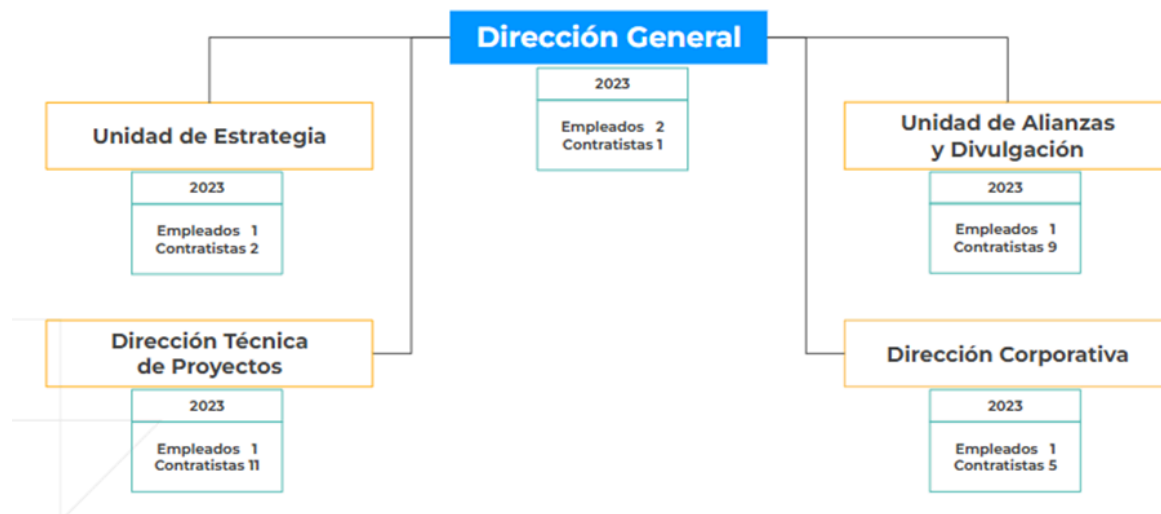 Dirección General
2023
Empleados 2
Contratistas 1
Unidad de Estrategia
2023
Empleados 1
Contratistas 2
Unidad de Alianzas
y Divulgación
2023
Empleados 1
Contratistas 9
Dirección Técnica
de Proyectos
2023
Empleados 1
Contratistas 11
Dirección Corporativa
2023
Empleados 1
Contratistas 5